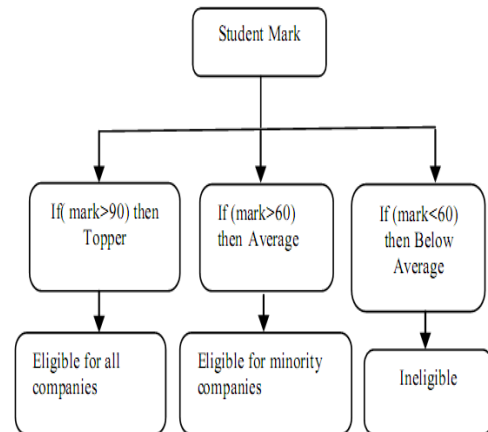 Student Mark
If( mark>90) then
Topper
If (mark>60)
then Average
If (mark<60)
then Below
Average
Eligible for all
companies
Eligible for minority
companies
Ineligible